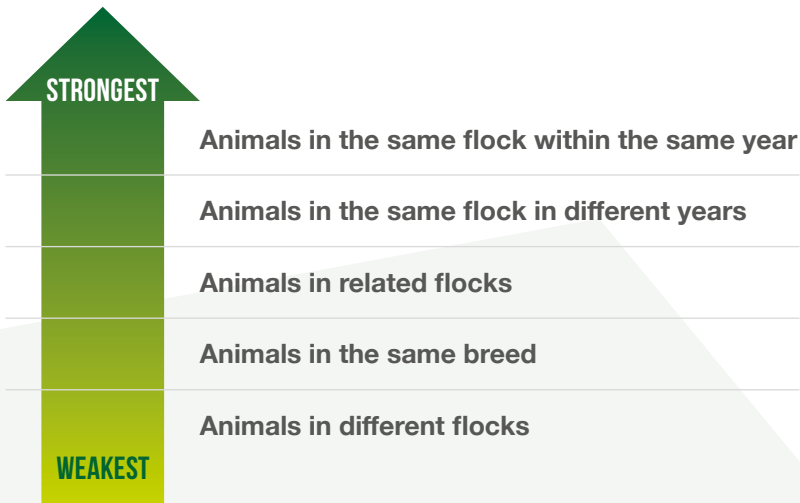 STRONGEST
Animals in the same flock within the same year
Animals in the same flock in different years
Animals in related flocks
Animals in the same breed
Animals in different flocks
WEAKEST